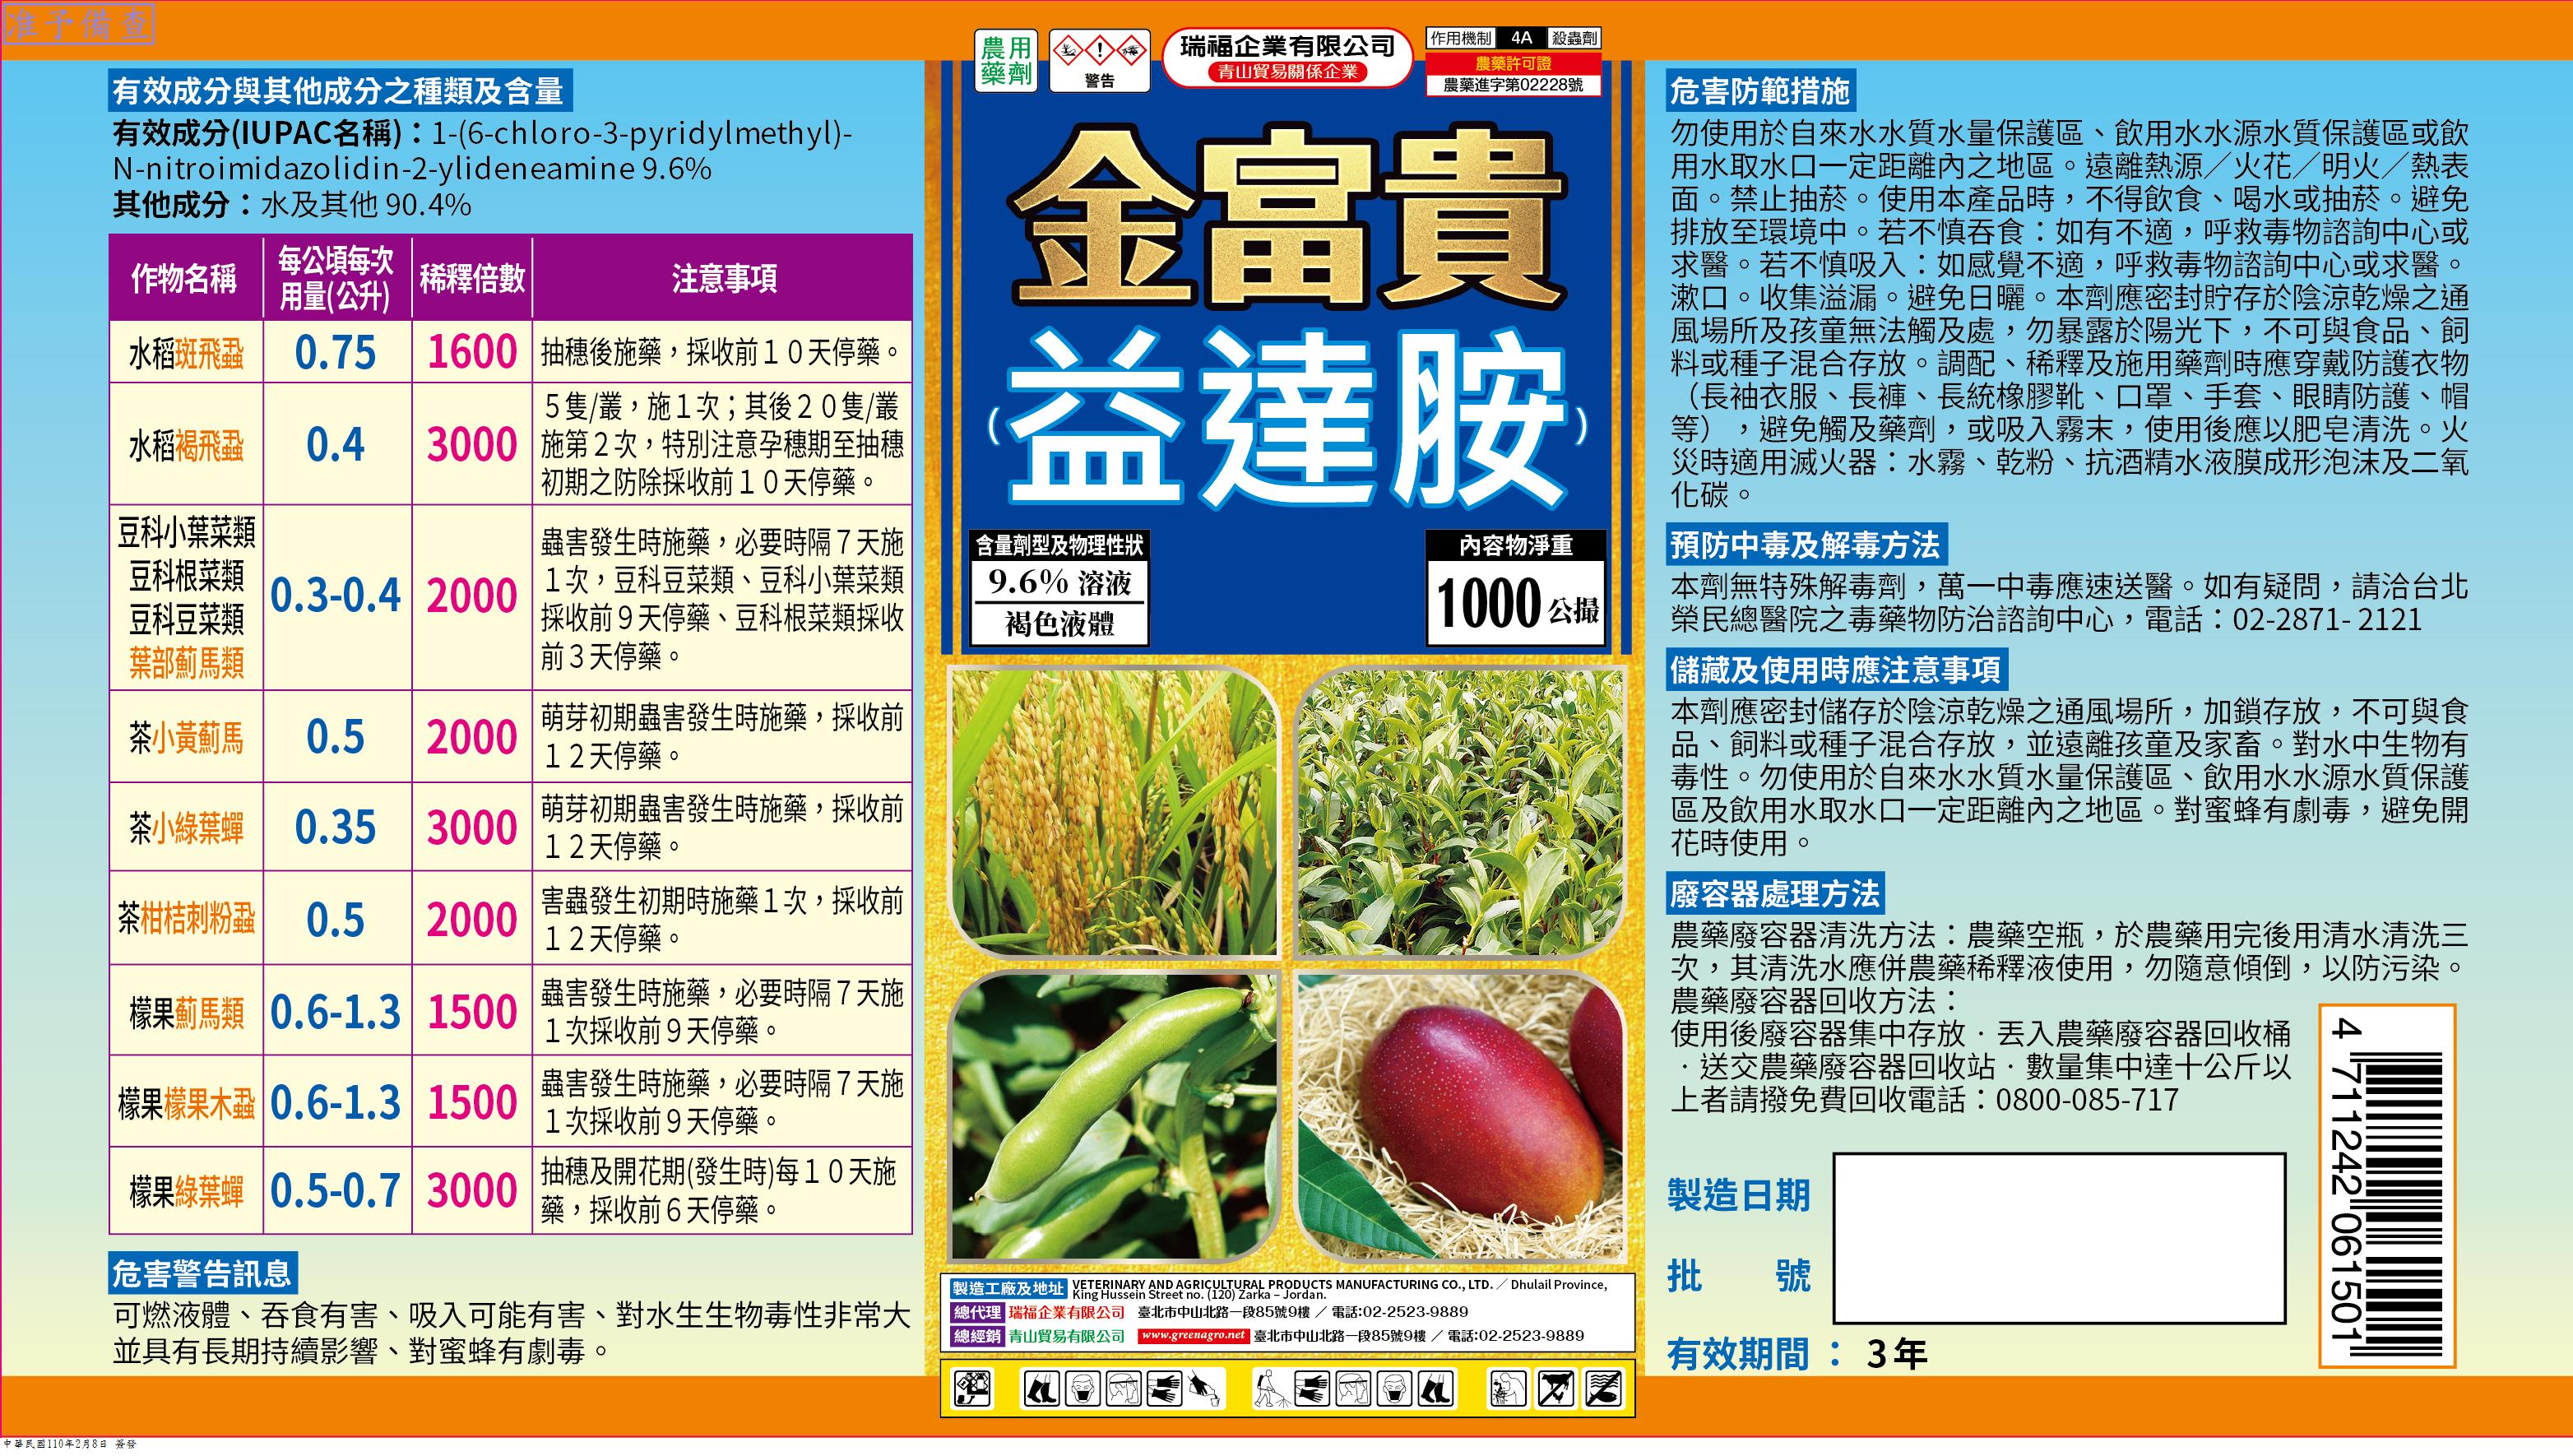 准予備查
有效成分與其他成分之種類及含量
有效成分(IUPAC名稱)：1-(6-chloro-3-pyridylmethyl)-
N-nitroimidazolidin-2-ylideneamine 9.6%
其他成分：水及其他 90.4%
作物名稱 每公頃每次用量(公升) 稀釋倍數 注意事項
水稻斑飛蝨 0.75 1600 抽穗後施藥，採收前１０天停藥。
水稻褐飛蝨 0.4 3000
５隻/叢，施１次；其後２０隻/叢
施第２次，特別注意孕穗期至抽穗
初期之防除採收前１０天停藥。
豆科小葉菜類
豆科根菜類
豆科豆菜類
葉部薊馬類
0.3-0.4 2000
蟲害發生時施藥，必要時隔７天施
１次，豆科豆菜類、豆科小葉菜類
採收前９天停藥、豆科根菜類採收
前３天停藥。
茶小黃薊馬 0.5 2000
萌芽初期蟲害發生時施藥，採收前
１２天停藥。
茶小綠葉蟬 0.35 3000
萌芽初期蟲害發生時施藥，採收前
１２天停藥。
茶柑桔刺粉蝨 0.5 2000
害蟲發生初期時施藥１次，採收前
１２天停藥。
檬果薊馬類 0.6-1.3 1500
蟲害發生時施藥，必要時隔７天施
１次採收前９天停藥。
檬果檬果木蝨 0.6-1.3 1500
蟲害發生時施藥，必要時隔７天施
１次採收前９天停藥。
檬果綠葉蟬 0.5-0.7 3000
抽穗及開花期(發生時)每１０天施
藥，採收前６天停藥。
危害警告訊息
可燃液體、吞食有害、吸入可能有害、對水生生物毒性非常大
並具有長期持續影響、對蜜蜂有劇毒。
農用
藥劑
警告
瑞福企業有限公司
青山貿易關係企業
作用機制 4A 殺蟲劑
農藥許可證
農藥進字第02228號
金富貴
(益達胺)
含量劑型及物理性狀
9.6% 溶液
褐色液體
內容物淨重
1000公撮
製造工廠及地址 VETERINARY AND AGRICULTURAL PRODUCTS MANUFACTURING CO., LTD. ／ Dhulail Province,
King Hussein Street no. (120) Zarka – Jordan.
總代理 瑞福企業有限公司 臺北市中山北路一段85號9樓 ／ 電話:02-2523-9889
總經銷 青山貿易有限公司 www.greenagro.net 臺北市中山北路一段85號9樓 ／ 電話:02-2523-9889
危害防範措施
勿使用於自來水水質水量保護區、飲用水水源水質保護區或飲
用水取水口一定距離內之地區。遠離熱源／火花／明火／熱表
面。禁止抽菸。使用本產品時，不得飲食、喝水或抽菸。避免
排放至環境中。若不慎吞食：如有不適，呼救毒物諮詢中心或
求醫。若不慎吸入：如感覺不適，呼救毒物諮詢中心或求醫。
漱口。收集溢漏。避免日曬。本劑應密封貯存於陰涼乾燥之通
風場所及孩童無法觸及處，勿暴露於陽光下，不可與食品、飼
料或種子混合存放。調配、稀釋及施用藥劑時應穿戴防護衣物
（長袖衣服、長褲、長統橡膠靴、口罩、手套、眼睛防護、帽
等），避免觸及藥劑，或吸入霧末，使用後應以肥皂清洗。火
災時適用滅火器：水霧、乾粉、抗酒精水液膜成形泡沫及二氧
化碳。
預防中毒及解毒方法
本劑無特殊解毒劑，萬一中毒應速送醫。如有疑問，請洽台北
榮民總醫院之毒藥物防治諮詢中心，電話：02-2871- 2121
儲藏及使用時應注意事項
本劑應密封儲存於陰涼乾燥之通風場所，加鎖存放，不可與食
品、飼料或種子混合存放，並遠離孩童及家畜。對水中生物有
毒性。勿使用於自來水水質水量保護區、飲用水水源水質保護
區及飲用水取水口一定距離內之地區。對蜜蜂有劇毒，避免開
花時使用。
廢容器處理方法
農藥廢容器清洗方法：農藥空瓶，於農藥用完後用清水清洗三
次，其清洗水應併農藥稀釋液使用，勿隨意傾倒，以防污染。
農藥廢容器回收方法：
使用後廢容器集中存放 · 丟入農藥廢容器回收桶
· 送交農藥廢容器回收站 · 數量集中達十公斤以
上者請撥免費回收電話：0800-085-717
製造日期
批 號
有效期間 ： 3年
4 711242 061501
中華民國110年2月8日 簽發